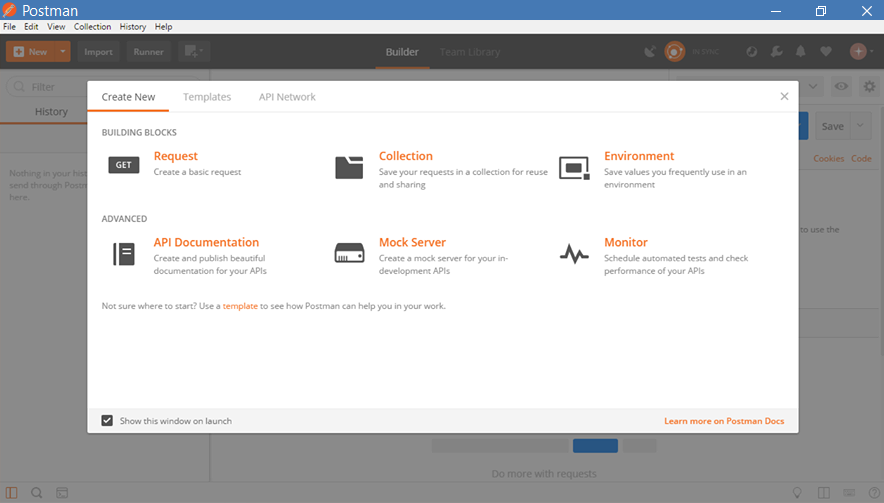 Postman
File Edit View Collection History Help
New Import Runner Builder Team Library IN SYNC
Filter
History
Save
Cookies Code
Nothing in your hist
send through Postm
here.
to use the
Create New Templates API Network
BUILDING BLOCKS
GET
Request
Create a basic request
Collection
Save your requests in a collection for reuse
and sharing
Environment
Save values you frequently use in an
environment
ADVANCED
API Documentation
Create and publish beautiful
documentation for your APIs
Mock Server
Create a mock server for your in-
development APIs
Monitor
Schedule automated tests and check
performance of your APIs
Not sure where to start? Use a template to see how Postman can help you in your work.
Show this window on launch
Learn more on Postman Docs
Do more with requests